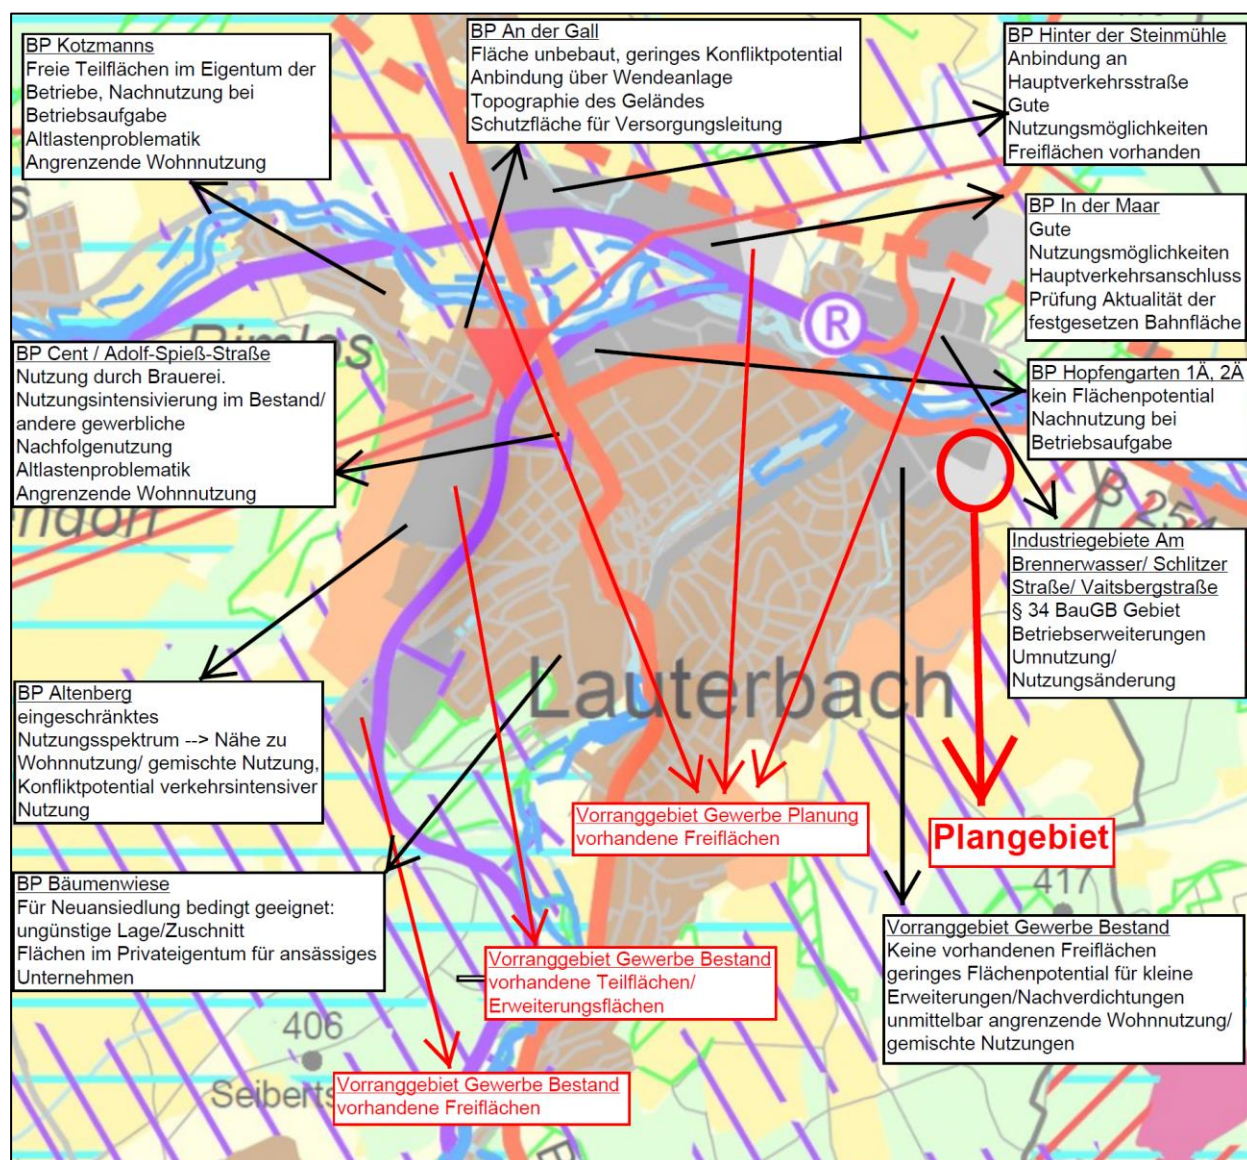 BP Kotzmanns
Freie Teilflächen im Eigentum der
Betriebe, Nachnutzung bei
Betriebsaufgabe
Altlastenproblematik
Angrenzende Wohnnutzung
BP An der Gall
Fläche unbebaut, geringes Konfliktpotential
Anbindung über Wendeanlage
Topographie des Geländes
Schutzfläche für Versorgungsleitung
BP Hinter der Steinmühle
Anbindung an
Hauptverkehrsstraße
Gute
Nutzungsmöglichkeiten
Freiflächen vorhanden
BP In der Maar
Gute
Nutzungsmöglichkeiten
Hauptverkehrsanschluss
Prüfung Aktualität der
festgesetzen Bahnfläche
R
BP Cent / Adolf-Spieß-Straße
Nutzung durch Brauerei.
Nutzungsintensivierung im Bestand/
andere gewerbliche
Nachfolgenutzung
Altlastenproblematik
Angrenzende Wohnnutzung
BP Hopfengarten 1Ä, 2Ä
kein Flächenpotential
Nachnutzung bei
Betriebsaufgabe
endorf
B 254
Industriegebiete Am
Brennerwasser/ Schlitzer
Straße/ Vaitsbergstraße
§ 34 BauGB Gebiet
Betriebserweiterungen
Umnutzung/
Nutzungsänderung
Lauterbach
BP Altenberg
eingeschränktes
Nutzungsspektrum --> Nähe zu
Wohnnutzung/ gemischte Nutzung,
Konfliktpotential verkehrsintensiver
Nutzung
Vorranggebiet Gewerbe Planung
vorhandene Freiflächen
Plangebiet
417
BP Bäumenwiese
Für Neuansiedlung bedingt geeignet:
ungünstige Lage/Zuschnitt
Flächen im Privateigentum für ansässiges
Unternehmen
Vorranggebiet Gewerbe Bestand
vorhandene Teilflächen/
Erweiterungsflächen
Vorranggebiet Gewerbe Bestand
Keine vorhandenen Freiflächen
geringes Flächenpotential für kleine
Erweiterungen/Nachverdichtungen
unmittelbar angrenzende Wohnnutzung/
gemischte Nutzungen
406
Seiberts
Vorranggebiet Gewerbe Bestand
vorhandene Freiflächen